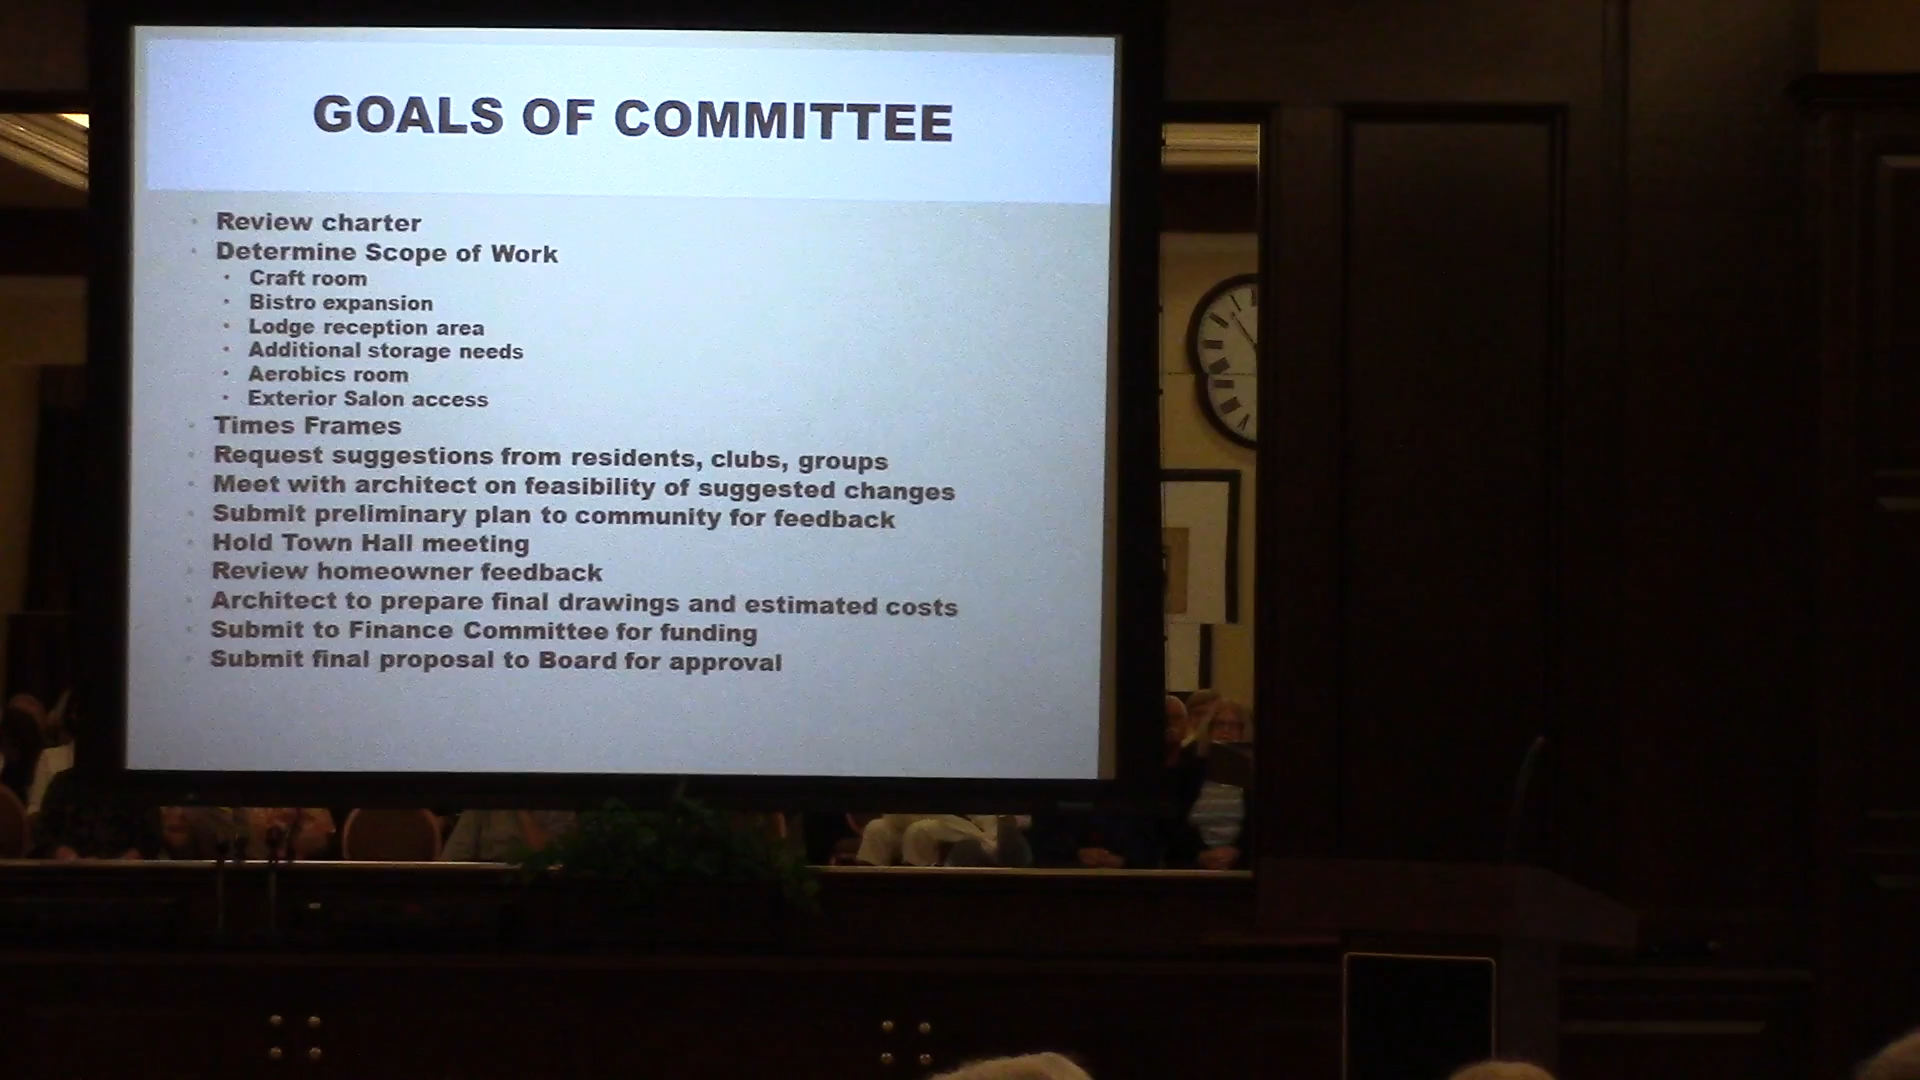 GOALS OF COMMITTEE
Review charter
Determine Scope of Work
Craft room
Bistro expansion
Lodge reception area
Additional storage needs
Aerobics room
Exterior Salon access
Times Frames
Request suggestions from residents, clubs, groups
Meet with architect on feasibility of suggested changes
Submit preliminary plan to community for feedback
Hold Town Hall meeting
Review homeowner feedback
Architect to prepare final drawings and estimated costs
Submit to Finance Committee for funding
Submit final proposal to Board for approval